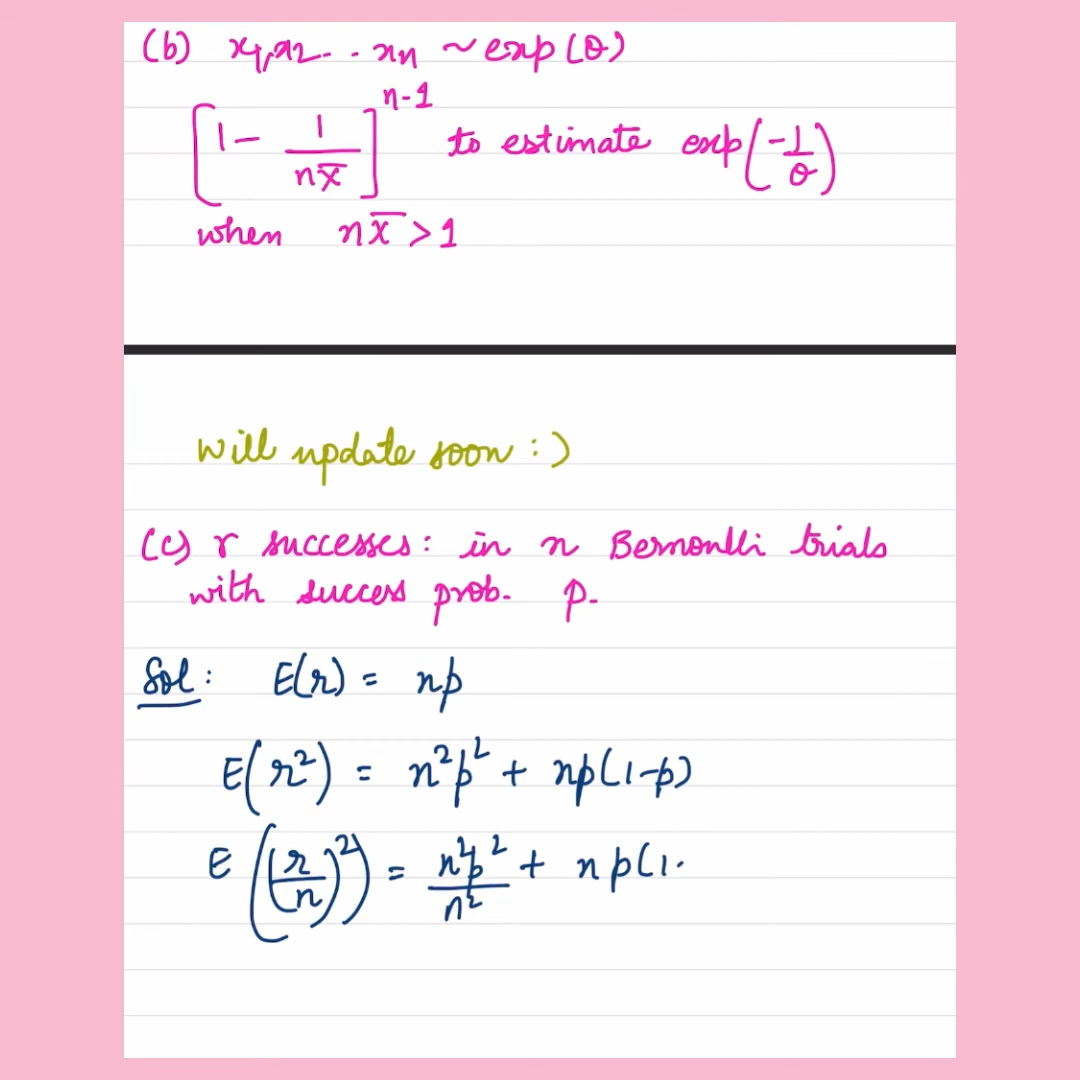 (b) x1, x2 - - xn ~ exp(θ)
[1 - 1/(nx̅)]^(n-1) to estimate exp(-1/θ)
when nx̅ > 1
will update soon :)
(c) r successes: in n Bernoulli trials
with success prob. p.
Sol: E(r) = np
E(r²) = n²p² + np(1-p)
E((r/n)²) = n²p²/n² + np(1.